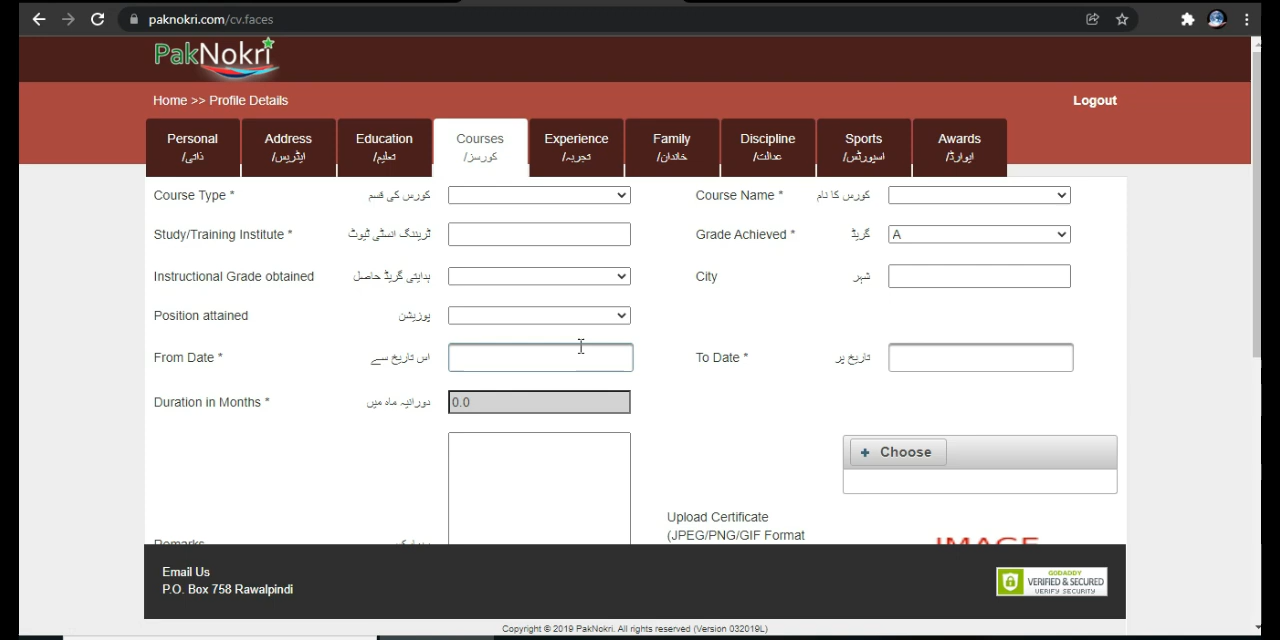 paknokri.com/cv.faces
PakNokri
Home >> Profile Details
Logout
Personal
/ذاتی
Address
/ایڈریس
Education
/تعلیم
Courses
/کورسز
Experience
/تجربہ
Family
/خاندان
Discipline
/عدالت
Sports
/اسپورٹس
Awards
/ایوارڈ
Course Type * کورس کی قسم
Course Name * کورس کا نام
Study/Training Institute * ٹریننگ انسٹی ٹیوٹ
Grade Achieved * گریڈ A
Instructional Grade obtained ہدایتی گریڈ حاصل
City شہر
Position attained پوزیشن
From Date * اس تاریخ سے
To Date * تاریخ پر
Duration in Months * دورانیہ ماہ میں 0.0
+ Choose
Upload Certificate
(JPEG/PNG/GIF Format
Remarks
IMAGE
Email Us
P.O. Box 758 Rawalpindi
GODADDY
VERIFIED & SECURED
VERIFY SECURITY
Copyright © 2019 PakNokri. All rights reserved (Version 032019L)